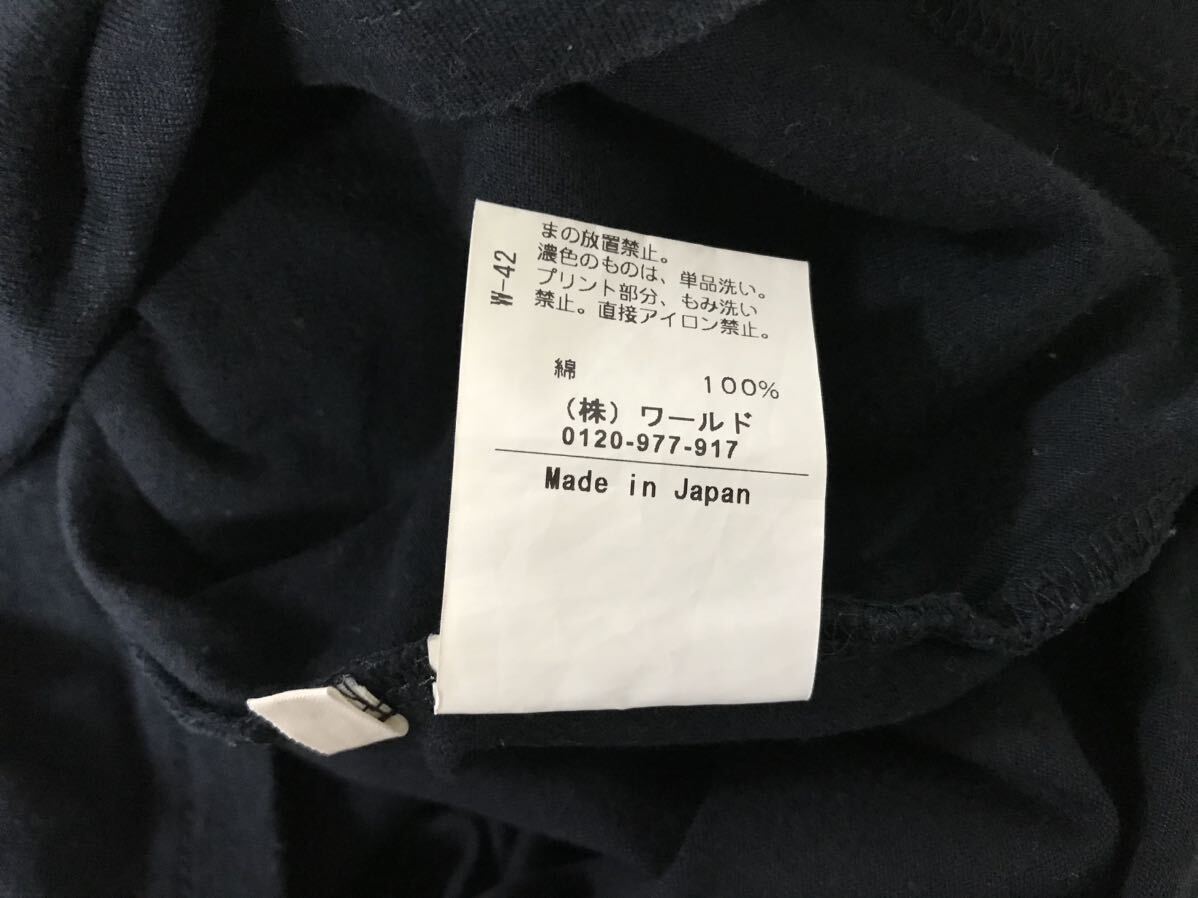 まの放置禁止。
濃色のものは、単品洗い。
プリント部分、もみ洗い
禁止。直接アイロン禁止。
W-42
綿 100%
(株) ワールド
0120-977-917
Made in Japan